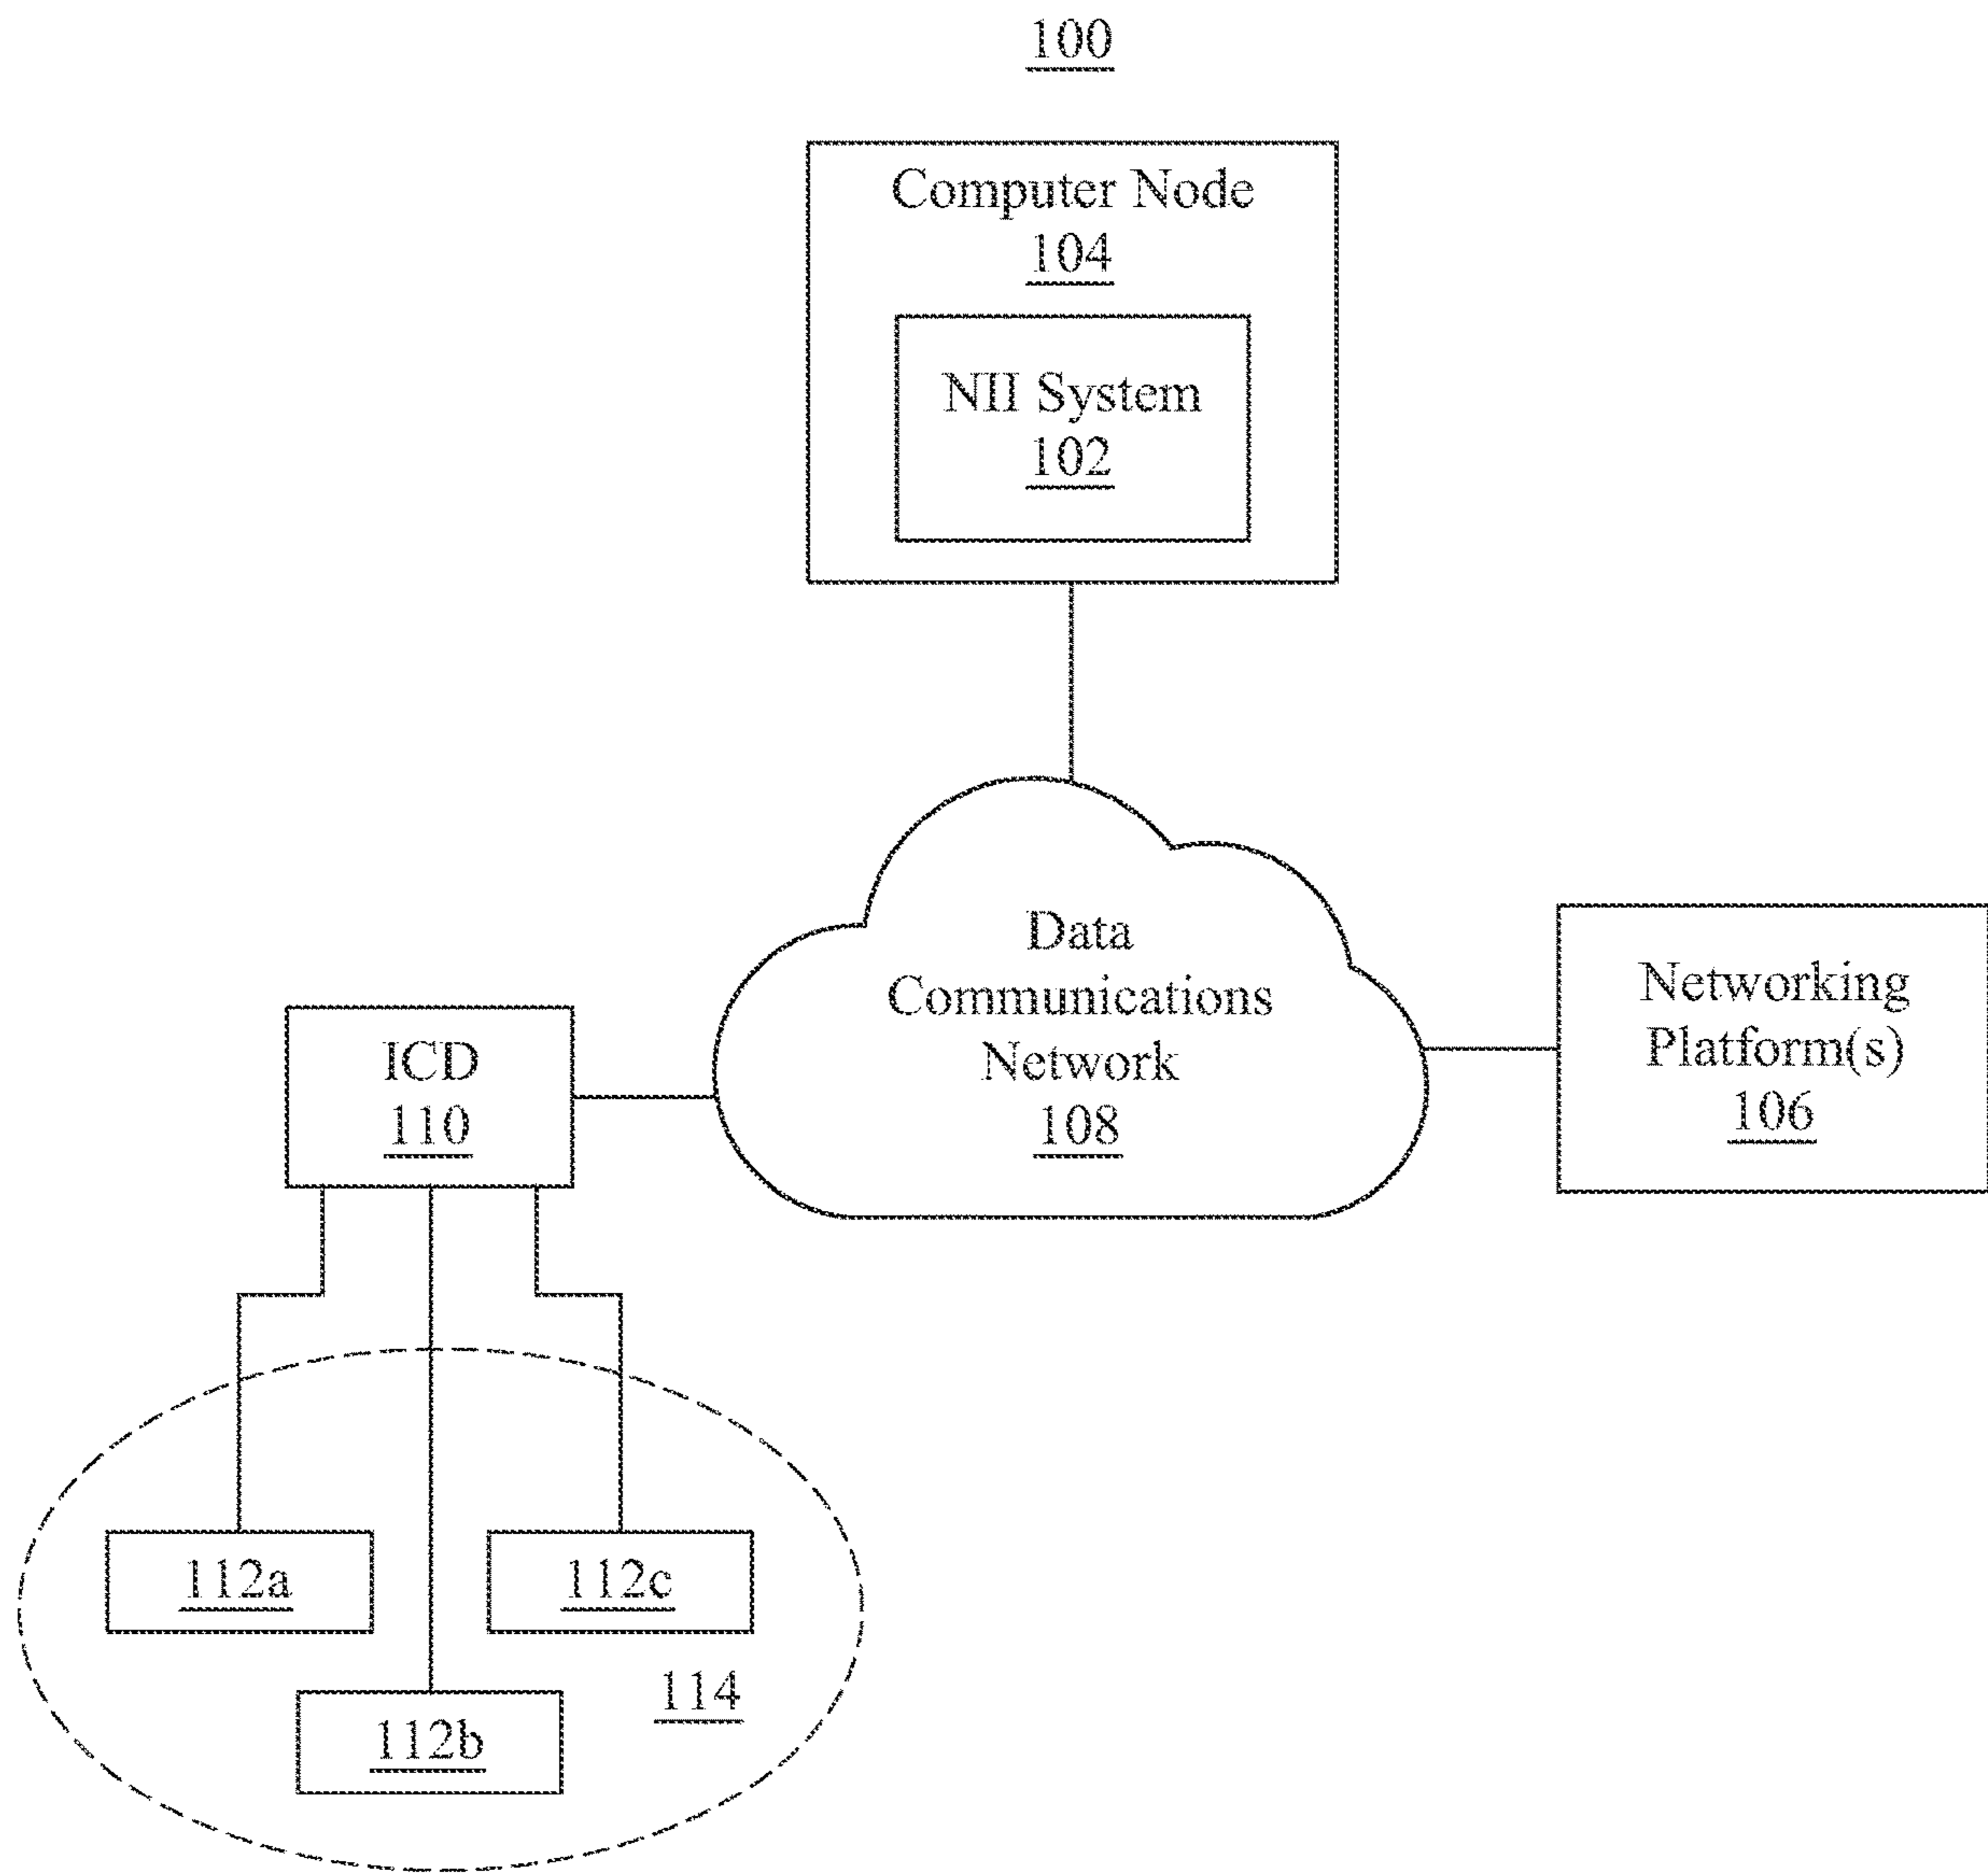 100
Computer Node
104
NII System
102
Data
Communications
Network
108
Networking
Platform(s)
106
ICD
110
112a
112c
114
112b